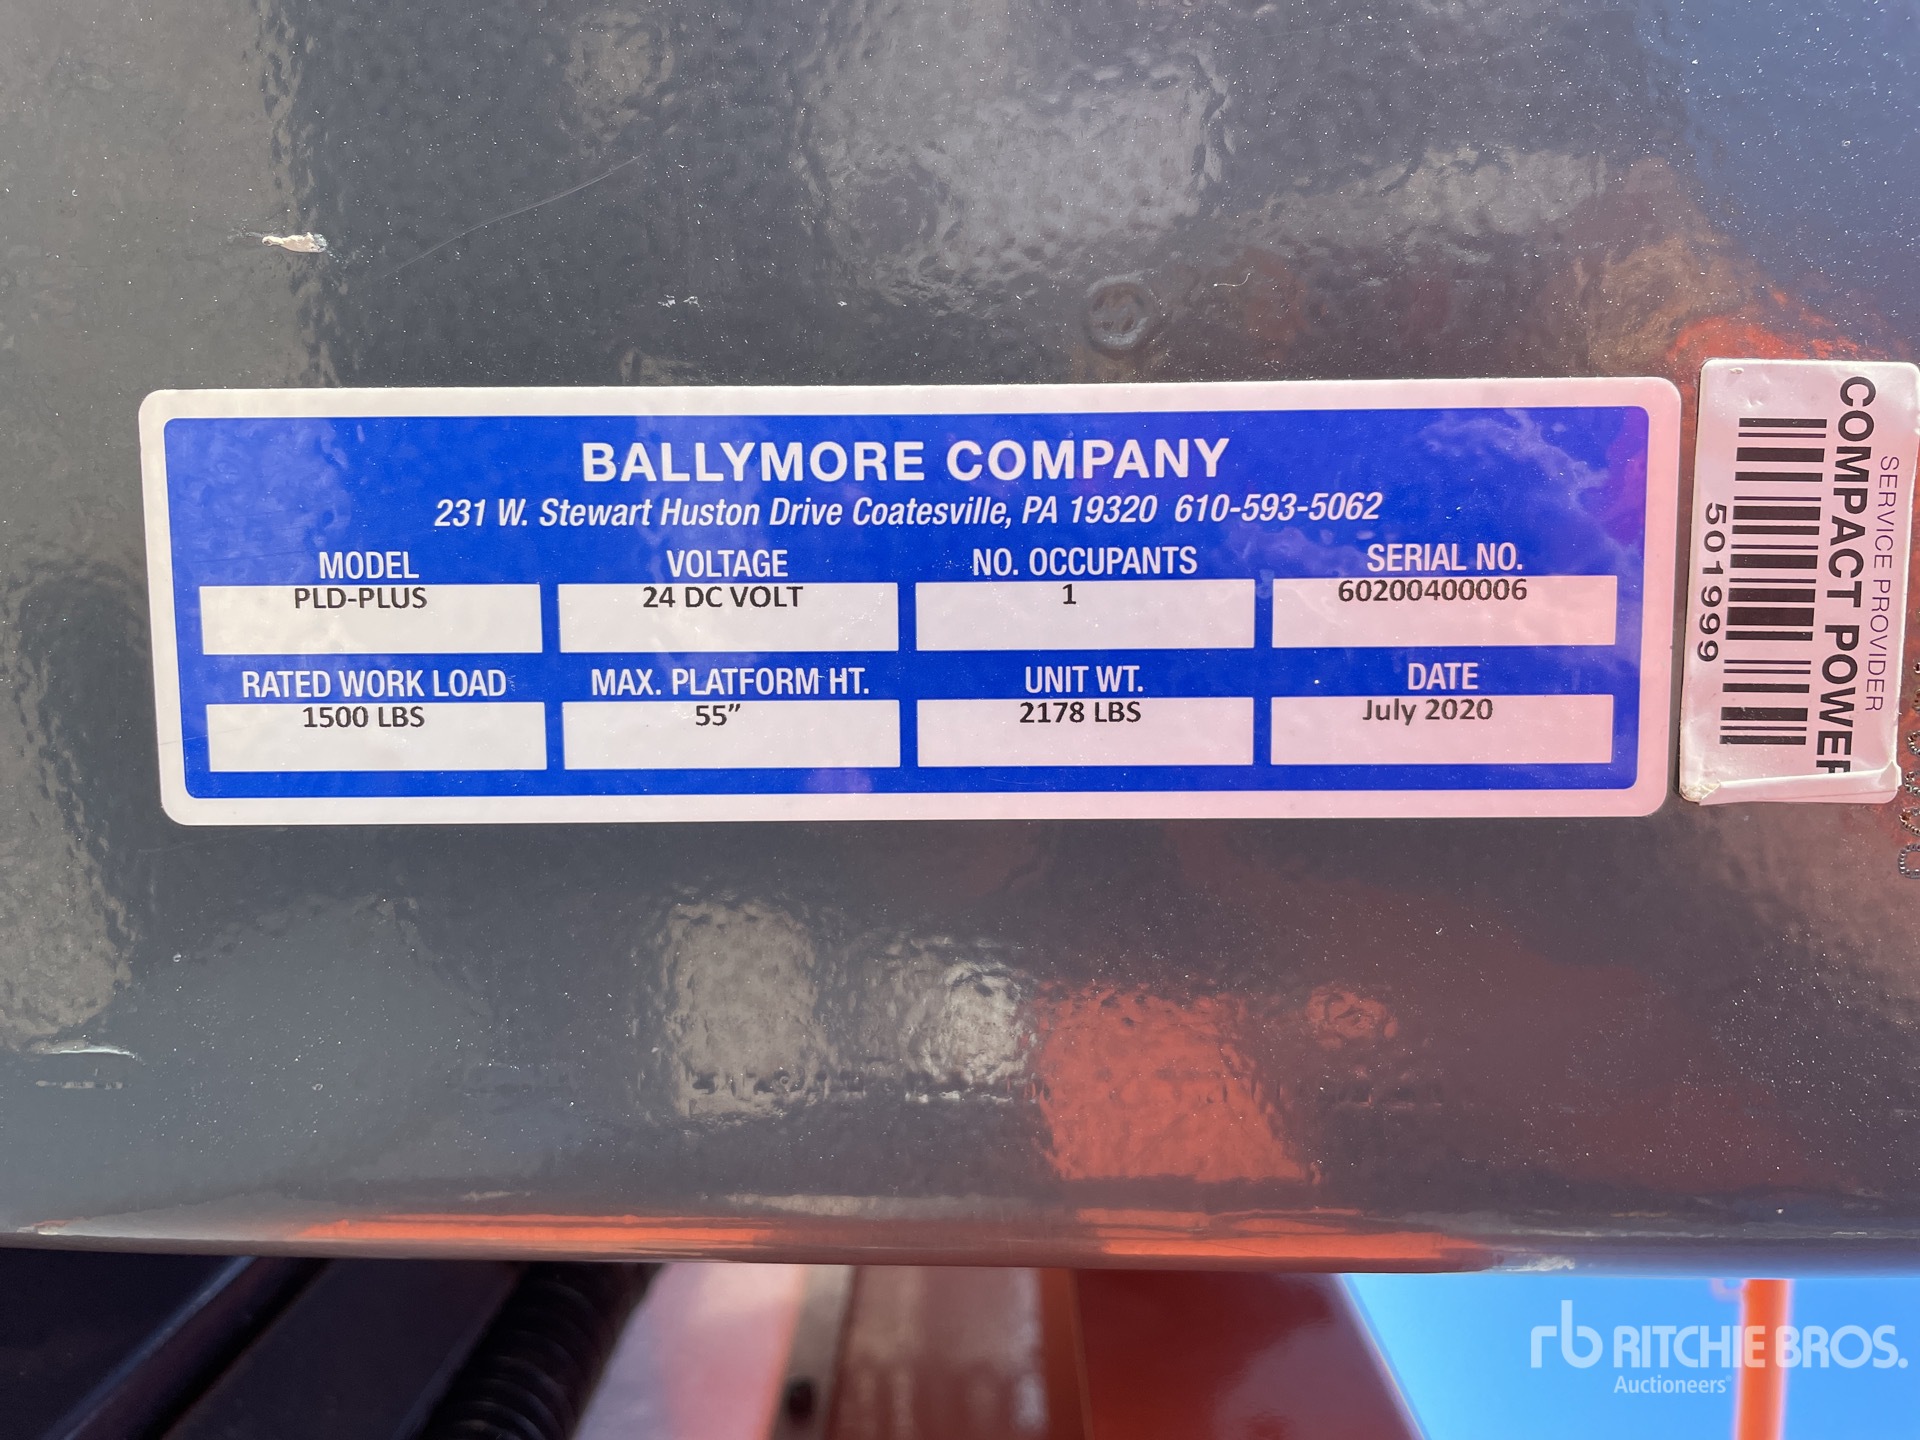 BALLYMORE COMPANY
231 W. Stewart Huston Drive Coatesville, PA 19320 610-593-5062
MODEL VOLTAGE NO. OCCUPANTS SERIAL NO.
PLD-PLUS 24 DC VOLT 1 60200400006
RATED WORK LOAD MAX. PLATFORM HT. UNIT WT. DATE
1500 LBS 55” 2178 LBS July 2020
SERVICE PROVIDER
COMPACT POWER
501999
rb RITCHIE BROS.
Auctioneers